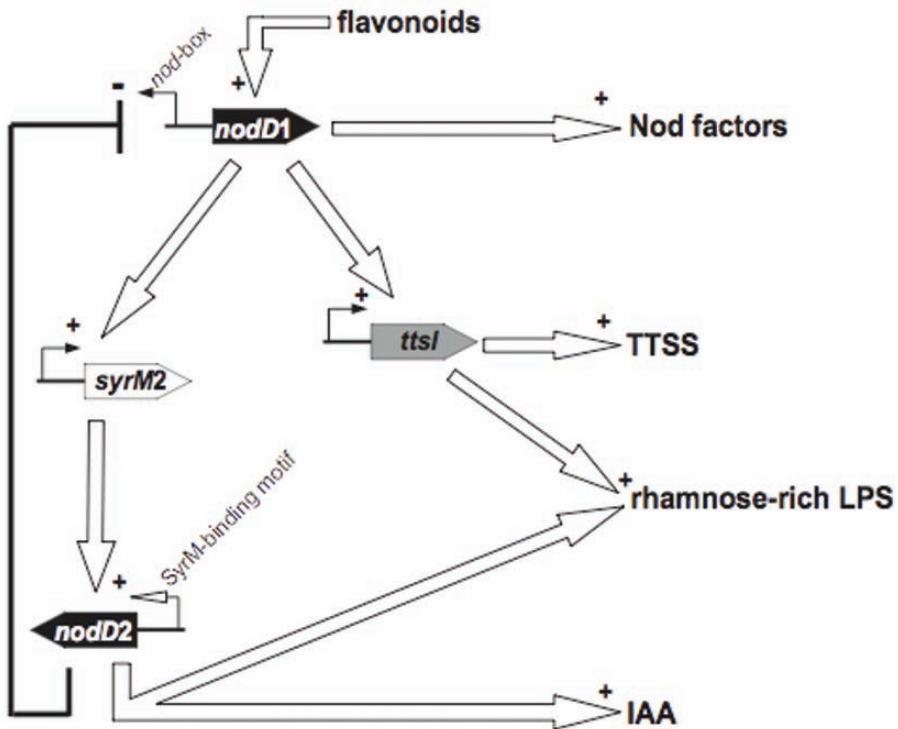 flavonoids
nod-box
+
-
nodD1
+
Nod factors
+
+
ttsI
+
TTSS
syrM2
+
rhamnose-rich LPS
SyrM-binding motif
+
nodD2
+
IAA